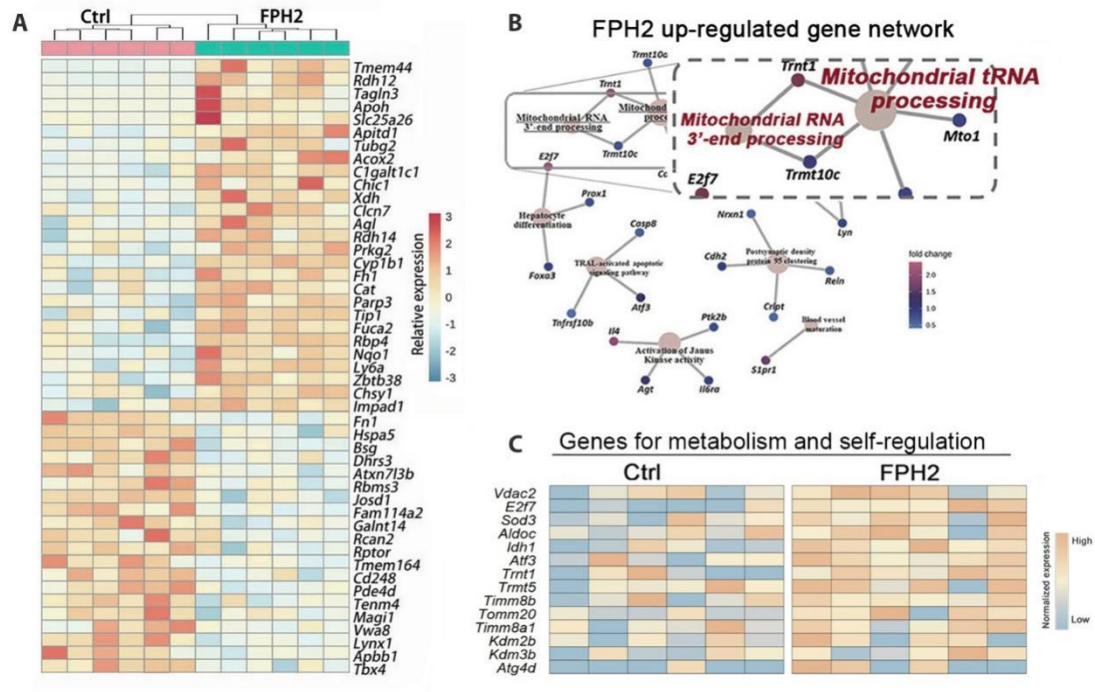 A
Ctrl
FPH2
Tmem44
Rdh12
Tagln3
Apoh
Slc25a26
Apitd1
Tubg2
Acox2
C1galt1c1
Chic1
Xdh
Clcn7
Agl
Rdh14
Prkg2
Cyp1b1
Fh1
Cat
Parp3
Tip1
Fuca2
Rbp4
Nqo1
Ly6a
Zbtb38
Chsy1
Impad1
Fn1
Hspa5
Bsg
Dhrs3
Atxn7l3b
Rbms3
Josd1
Fam114a2
Galnt14
Rcan2
Rptor
Tmem164
Cd248
Pde4d
Tenm4
Magi1
Vwa8
Lynx1
Apbb1
Tbx4
3
2
1
0
-1
-2
-3
Relative expression
B
FPH2 up-regulated gene network
Trmt10c
Trnt1
Mitochondrial RNA
3'-end processing
Mitochond
proc
Trmt10c
E2f7
Cc
Trnt1
Mitochondrial tRNA
processing
Mitochondrial RNA
3'-end processing
Mto1
Trmt10c
E2f7
Prox1
Hepatocyte
differentiation
Foxa3
Casp8
TRAL-activated apoptotic
signaling pathway
Atf3
Tnfrsf10b
Nrxn1
Lyn
Cdh2
Postsynaptic density
protein 95 clustering
Reln
Cript
Il4
Ptk2b
Activation of Janus
Kinase activity
Agt
Il6ra
Blood vessel
maturation
S1pr1
fold change
2.0
1.5
1.0
0.5
C
Genes for metabolism and self-regulation
Ctrl
FPH2
Vdac2
E2f7
Sod3
Aldoc
Idh1
Atf3
Trnt1
Trmt5
Timm8b
Tomm20
Timm8a1
Kdm2b
Kdm3b
Atg4d
Normalized expression
High
Low